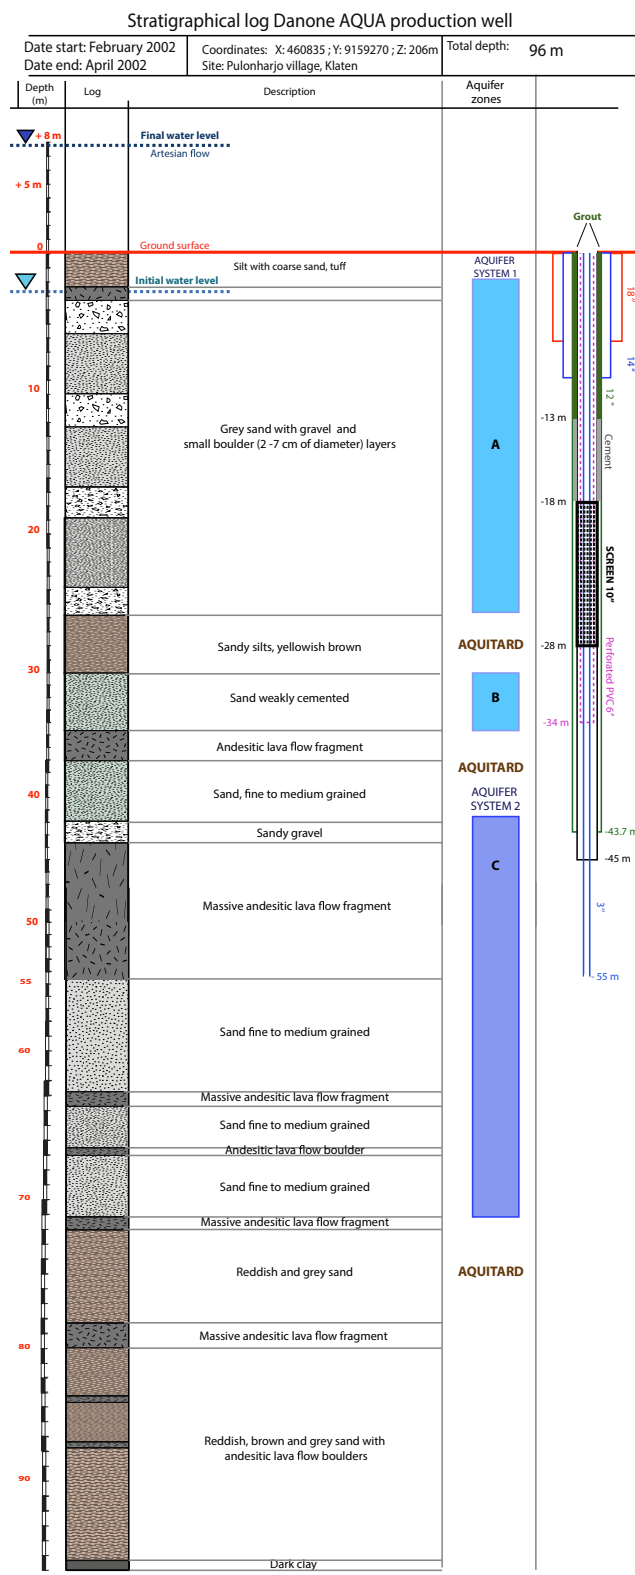 Stratigraphical log Danone AQUA production well
Date start: February 2002
Date end: April 2002
Coordinates: X: 460835 ; Y: 9159270 ; Z: 206m
Site: Pulonharjo village, Klaten
Total depth: 96 m
Depth
(m)
Log
Description
Aquifer
zones
+ 8 m
Final water level
Artesian flow
+ 5 m
Grout
0
Ground surface
AQUIFER
SYSTEM 1
Silt with coarse sand, tuff
Initial water level
18"
14"
10
12 "
-13 m
Grey sand with gravel and
small boulder (2 -7 cm of diameter) layers
A
Cement
-18 m
20
SCREEN 10"
Sandy silts, yellowish brown
AQUITARD
-28 m
30
Perforated PVC 6"
Sand weakly cemented
B
-34 m
Andesitic lava flow fragment
AQUITARD
40
Sand, fine to medium grained
AQUIFER
SYSTEM 2
Sandy gravel
-43.7 m
-45 m
C
Massive andesitic lava flow fragment
3"
50
55
- 55 m
Sand fine to medium grained
60
Massive andesitic lava flow fragment
Sand fine to medium grained
Andesitic lava flow boulder
Sand fine to medium grained
70
Massive andesitic lava flow fragment
Reddish and grey sand
AQUITARD
Massive andesitic lava flow fragment
80
Reddish, brown and grey sand with
andesitic lava flow boulders
90
Dark clay